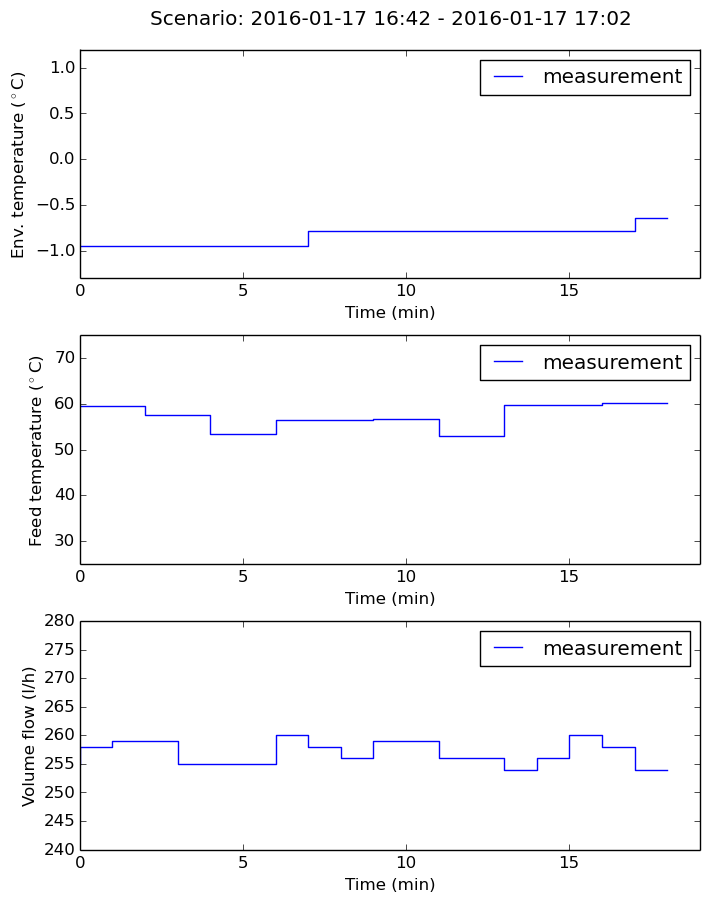 Scenario: 2016-01-17 16:42 - 2016-01-17 17:02
measurement
1.0
0.5
0.0
−0.5
−1.0
Env. temperature (°C)
0 5 10 15
Time (min)
measurement
70
60
50
40
30
Feed temperature (°C)
0 5 10 15
Time (min)
measurement
280
275
270
265
260
255
250
245
240
Volume flow (l/h)
0 5 10 15
Time (min)